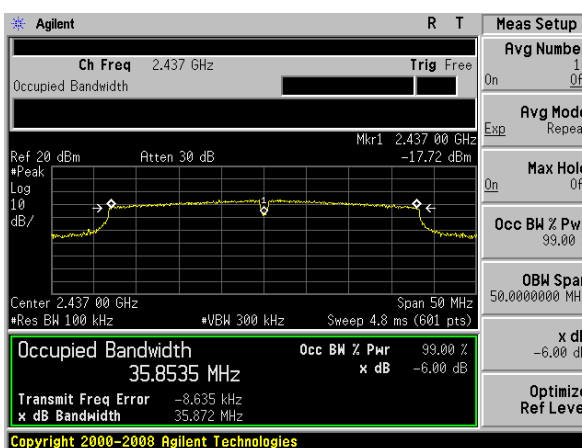 Agilent R T Meas Setup
Avg Number
1
On Off
Ch Freq 2.437 GHz Trig Free
Occupied Bandwidth
Avg Mode
Exp Repeat
Mkr1 2.437 00 GHz
Ref 20 dBm Atten 30 dB -17.72 dBm
#Peak
Log
10
dB/
1
Max Hold
On Off
Occ BW % Pwr
99.00
Center 2.437 00 GHz Span 50 MHz
#Res BW 100 kHz #VBW 300 kHz Sweep 4.8 ms (601 pts)
OBW Span
50.0000000 MH
Occupied Bandwidth Occ BW % Pwr 99.00 %
35.8535 MHz x dB -6.00 dB
Transmit Freq Error -8.635 kHz
x dB Bandwidth 35.872 MHz
x dB
-6.00 dB
Optimize
Ref Level
Copyright 2000-2008 Agilent Technologies